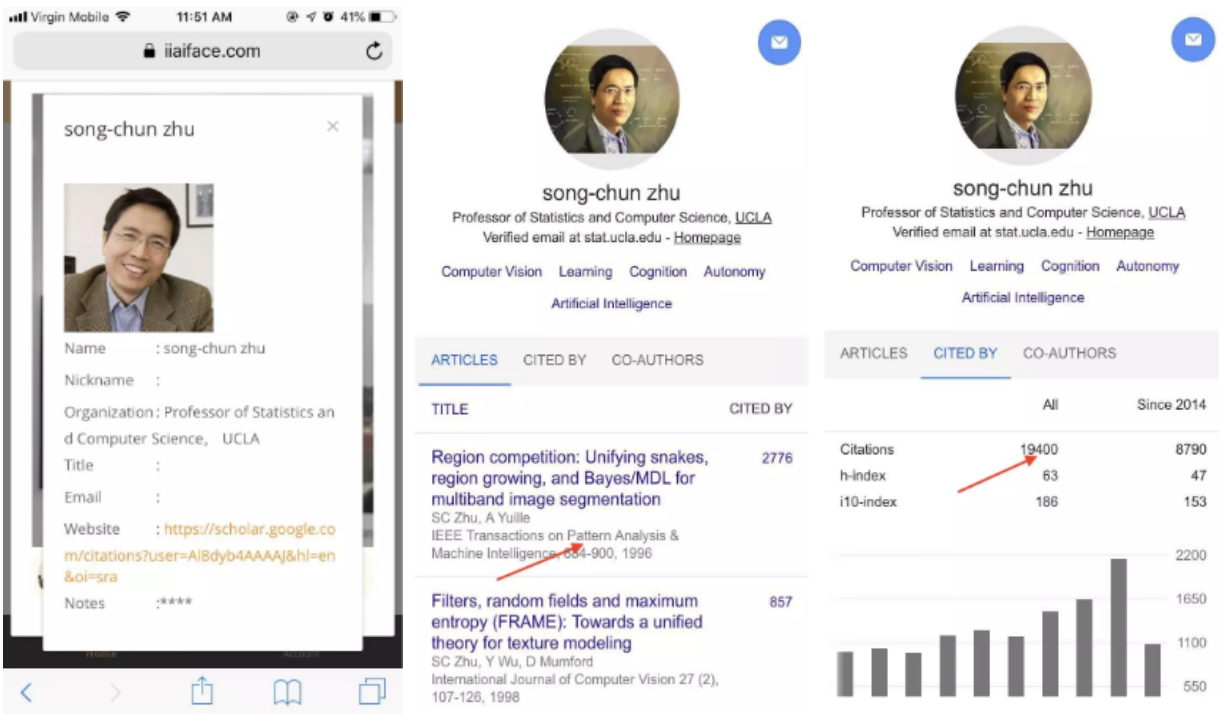 Virgin Mobile 11:51 AM 41%
iiaiface.com
song-chun zhu ×
Name : song-chun zhu
Nickname :
Organization : Professor of Statistics an
d Computer Science, UCLA
Title :
Email :
Website : https://scholar.google.co
m/citations?user=Al8dyb4AAAAJ&hl=en
&oi=sra
Notes :****
Home Account
song-chun zhu
Professor of Statistics and Computer Science, UCLA
Verified email at stat.ucla.edu - Homepage
Computer Vision Learning Cognition Autonomy
Artificial Intelligence
ARTICLES CITED BY CO-AUTHORS
TITLE CITED BY
Region competition: Unifying snakes, 2776
region growing, and Bayes/MDL for
multiband image segmentation
SC Zhu, A Yuille
IEEE Transactions on Pattern Analysis &
Machine Intelligence, 884-900, 1996
Filters, random fields and maximum 857
entropy (FRAME): Towards a unified
theory for texture modeling
SC Zhu, Y Wu, D Mumford
International Journal of Computer Vision 27 (2),
107-126, 1998
song-chun zhu
Professor of Statistics and Computer Science, UCLA
Verified email at stat.ucla.edu - Homepage
Computer Vision Learning Cognition Autonomy
Artificial Intelligence
ARTICLES CITED BY CO-AUTHORS
All Since 2014
Citations 19400 8790
h-index 63 47
i10-index 186 153
2200
1650
1100
550